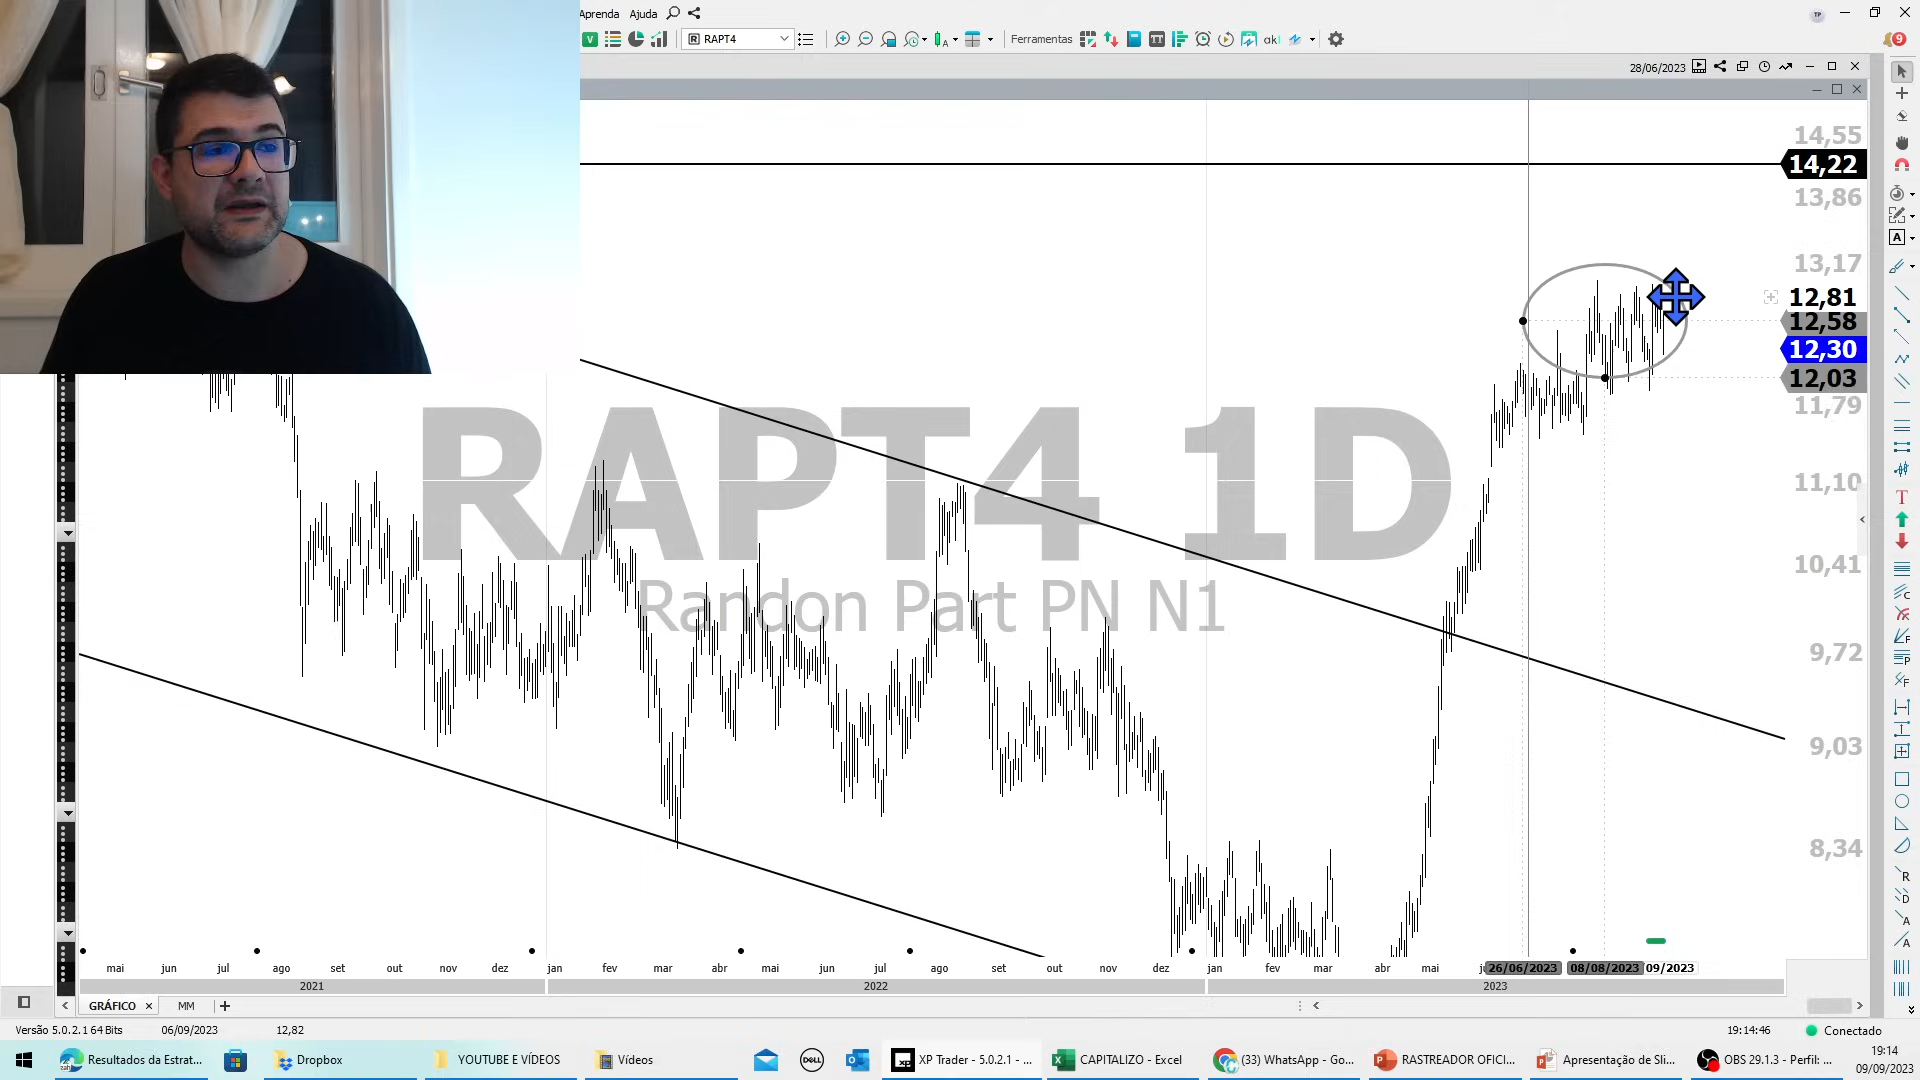 Aprenda Ajuda
TP
RAPT4
Ferramentas
9
28/06/2023
14,55
14,22
13,86
13,17
12,81
12,58
12,30
12,03
11,79
11,10
10,41
9,72
9,03
8,34
RAPT4 1D
Randon Part PN N1
mai jun jul ago set out nov dez jan fev mar abr mai jun jul ago set out nov dez jan fev mar abr mai 26/06/2023 08/08/2023 09/2023
2021 2022 2023
GRÁFICO MM
Versão 5.0.2.1 64 Bits 06/09/2023 12,82 19:14:46 Conectado
Resultados da Estrat... Dropbox YOUTUBE E VÍDEOS Vídeos XP Trader - 5.0.2.1 - ... CAPITALIZO - Excel (33) WhatsApp - Go... RASTREADOR OFICI... Apresentação de Sli... OBS 29.1.3 - Perfil: ... 19:14
09/09/2023